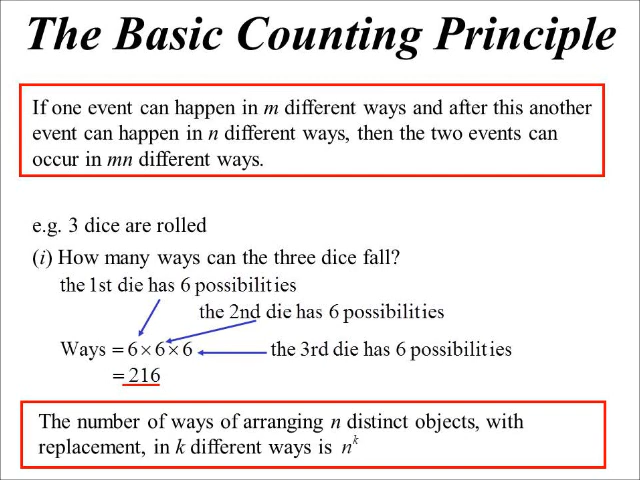 The Basic Counting Principle
If one event can happen in m different ways and after this another
event can happen in n different ways, then the two events can
occur in mn different ways.
e.g. 3 dice are rolled
(i) How many ways can the three dice fall?
the 1st die has 6 possibilities
the 2nd die has 6 possibilities
Ways = 6 × 6 × 6 the 3rd die has 6 possibilities
= 216
The number of ways of arranging n distinct objects, with
replacement, in k different ways is nᵏ